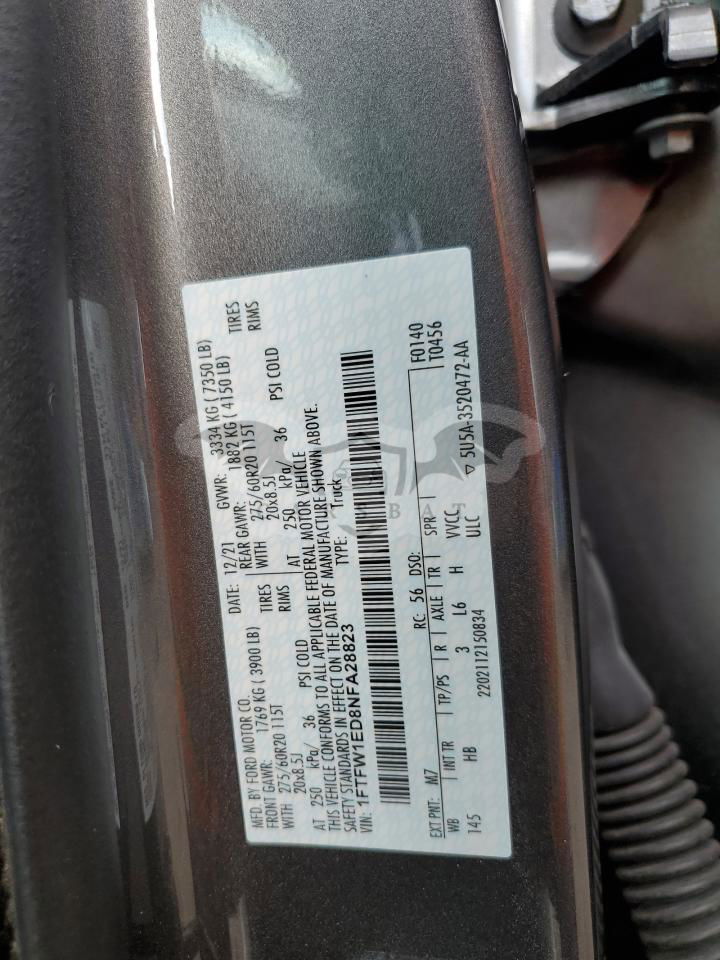 MFD. BY FORD MOTOR CO.
DATE: 12/21 GVWR: 3334 KG ( 7350 LB)
FRONT GAWR: 1769 KG ( 3900 LB) REAR GAWR: 1882 KG ( 4150 LB)
WITH 275/60R20 115T TIRES WITH 275/60R20 115T TIRES
20x8.5J RIMS 20x8.5J RIMS
AT 250 kPa/ 36 PSI COLD AT 250 kPa/ 36 PSI COLD
THIS VEHICLE CONFORMS TO ALL APPLICABLE FEDERAL MOTOR VEHICLE
SAFETY STANDARDS IN EFFECT ON THE DATE OF MANUFACTURE SHOWN ABOVE.
VIN: 1FTFW1ED8NFA28823 TYPE: Truck
F0140
T0456
EXT PNT: M7 RC: 56 DSO:
WB INT TR TP/PS R AXLE TR SPR
145 HB 3 L6 H VVCC
2202112150834 ULC
▽ 5U5A-3520472-AA